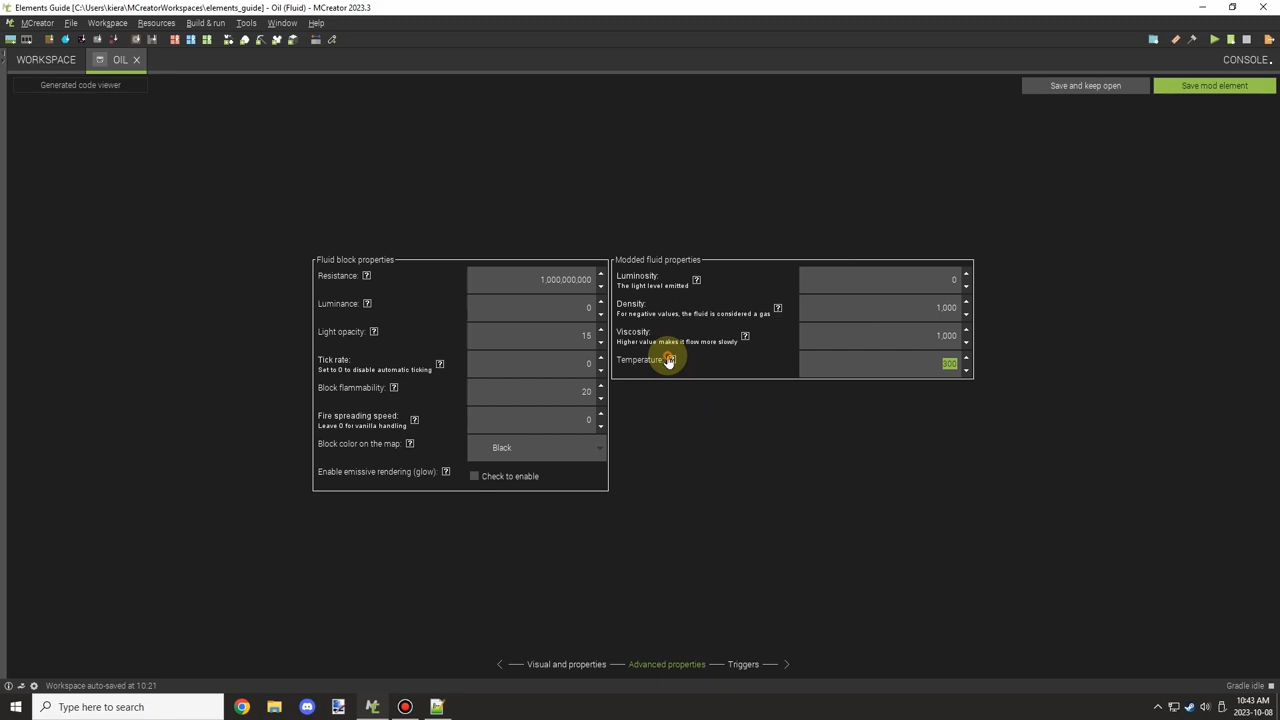 Elements Guide [C:\Users\kiera\MCreatorWorkspaces\elements_guide] - Oil (Fluid) - MCreator 2023.3
MCreator File Workspace Resources Build & run Tools Window Help
WORKSPACE OIL CONSOLE
Generated code viewer Save and keep open Save mod element
Fluid block properties
Resistance: ? 1,000,000,000
Luminance: ? 0
Light opacity: ? 15
Tick rate: ? 0
Set to 0 to disable automatic ticking
Block flammability: ? 20
Fire spreading speed: ? 0
Leave 0 for vanilla handling
Block color on the map: ? Black
Enable emissive rendering (glow): ? Check to enable
Modded fluid properties
Luminosity: ? 0
The light level emitted
Density: ? 1,000
For negative values, the fluid is considered a gas
Viscosity: ? 1,000
Higher value makes it flow more slowly
Temperature: 300
Visual and properties Advanced properties Triggers
Workspace auto-saved at 10:21 Gradle idle
Type here to search 10:43 AM
2023-10-08